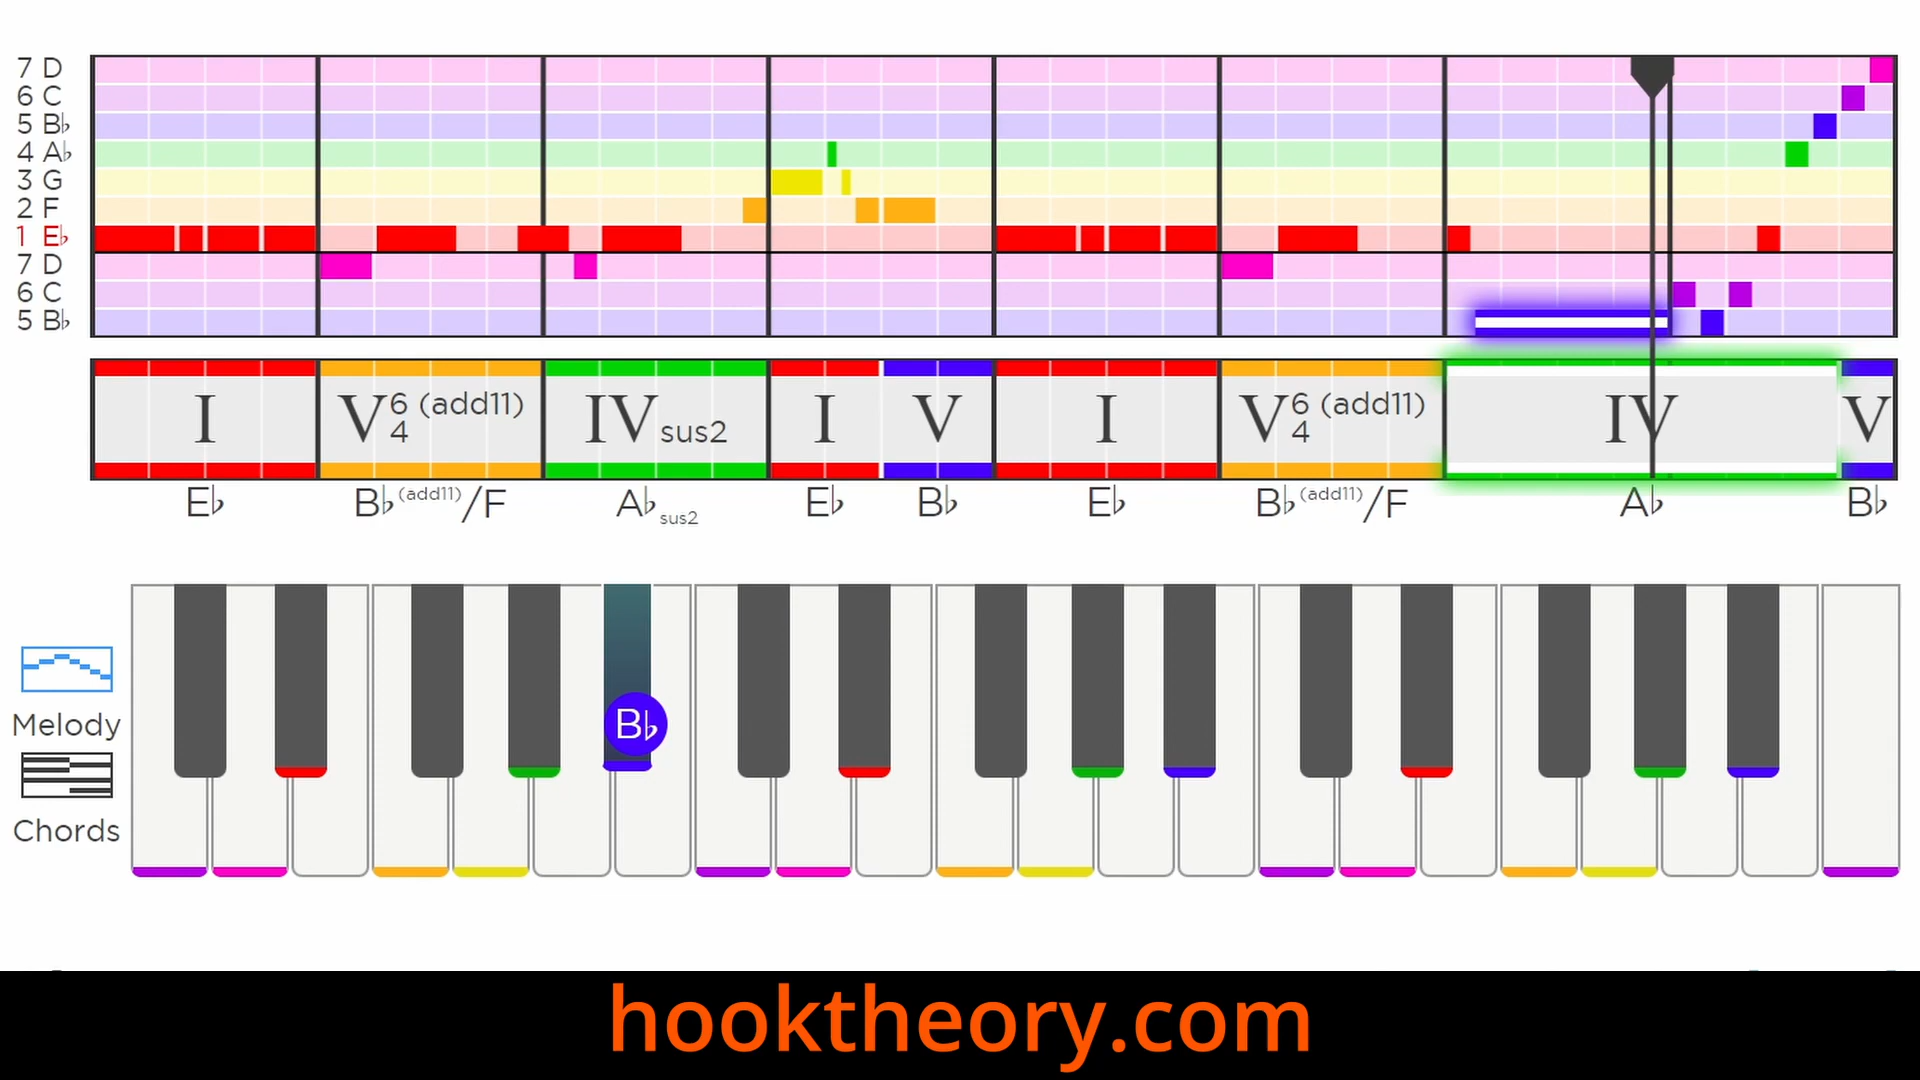 7 D
6 C
5 B♭
4 A♭
3 G
2 F
1 E♭
7 D
6 C
5 B♭
I V6 4 (add11) IVsus2 I V I V6 4 (add11) IV V
E♭ B♭(add11)/F A♭sus2 E♭ B♭ E♭ B♭(add11)/F A♭ B♭
B♭
Melody
Chords
hooktheory.com